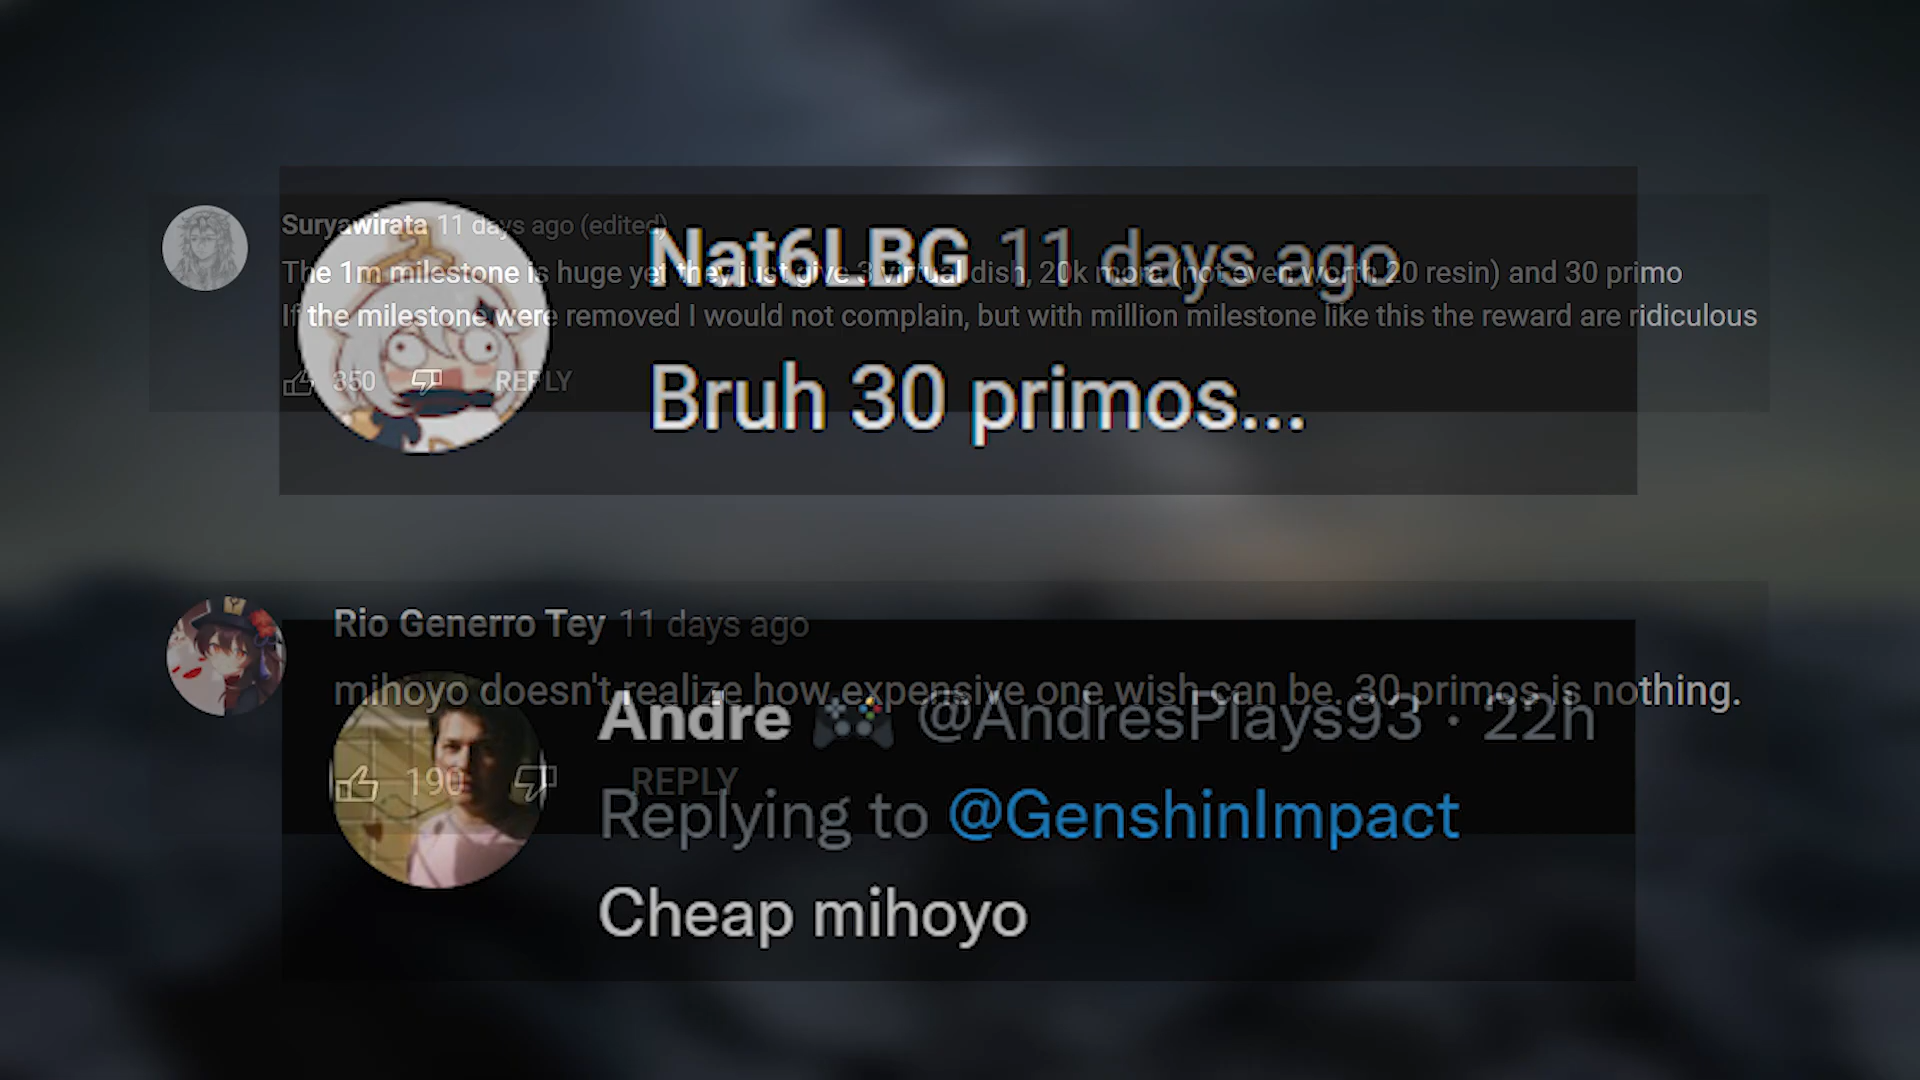 Suryawirata 11 days ago (edited)
The 1m milestone is huge yet they just give 3 virtual dish, 20k mora (not even worth 20 resin) and 30 primo
If the milestone were removed I would not complain, but with million milestone like this the reward are ridiculous
350 REPLY
Nat6LBG 11 days ago
Bruh 30 primos...
Rio Generro Tey 11 days ago
mihoyo doesn't realize how expensive one wish can be. 30 primos is nothing.
190 REPLY
Andre @AndresPlays93 · 22h
Replying to @GenshinImpact
Cheap mihoyo